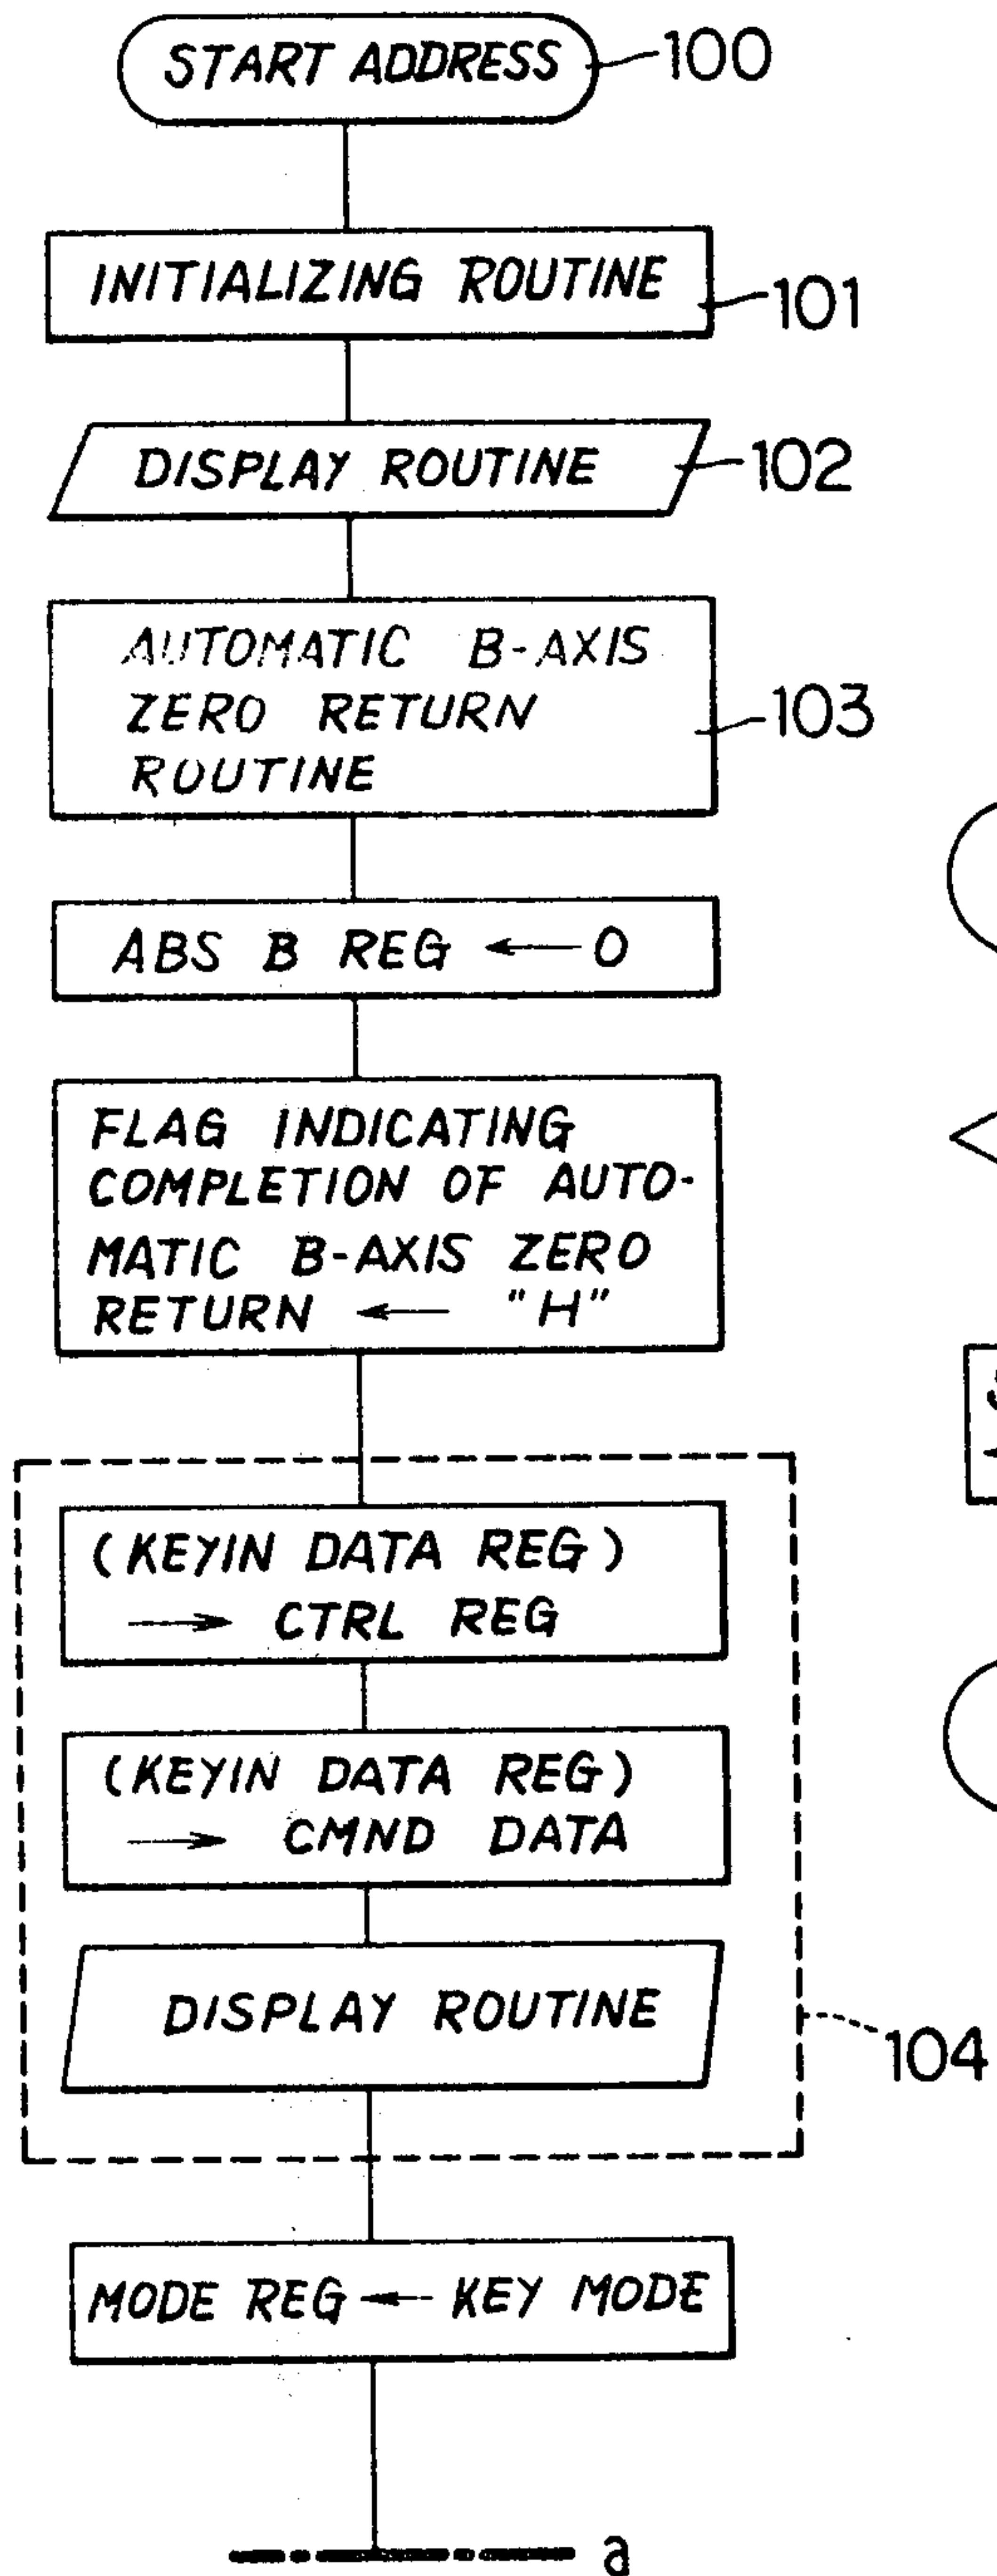 START ADDRESS 100
INITIALIZING ROUTINE 101
DISPLAY ROUTINE 102
AUTOMATIC B-AXIS
ZERO RETURN
ROUTINE
103
ABS B REG ← 0
FLAG INDICATING
COMPLETION OF AUTO-
MATIC B-AXIS ZERO
RETURN ← "H"
(KEYIN DATA REG)
→ CTRL REG
(KEYIN DATA REG)
→ CMND DATA
DISPLAY ROUTINE
104
MODE REG ← KEY MODE
a